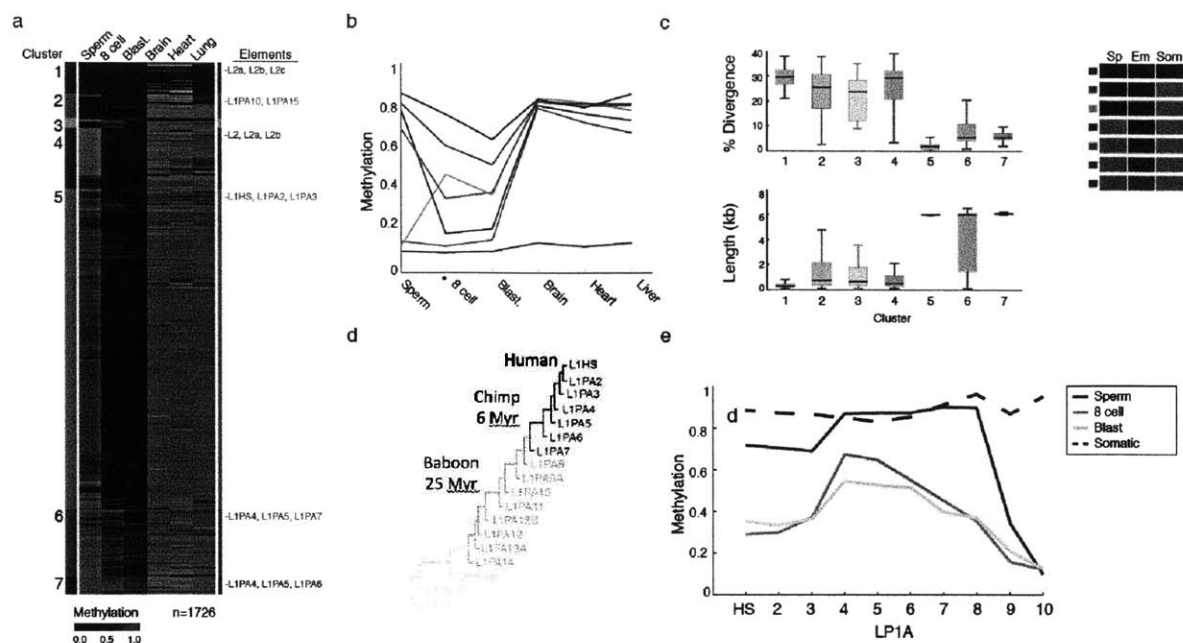 a
Cluster
Sperm
8 cell
Blast.
Brain
Heart
Lung
Elements
1
-L2a, L2b, L2c
2
-L1PA10, L1PA15
3
4
-L2, L2a, L2b
5
-L1HS, L1PA2, L1PA3
6
-L1PA4, L1PA5, L1PA7
7
-L1PA4, L1PA5, L1PA6
Methylation
n=1726
0.0 0.5 1.0
b
Methylation
1
0.8
0.6
0.4
0.2
0
Sperm
8 cell
Blast.
Brain
Heart
Liver
c
% Divergence
40
30
20
10
0
1 2 3 4 5 6 7
Length (kb)
6
4
2
0
1 2 3 4 5 6 7
Cluster
Sp Em Som
d
Human
Chimp
6 Myr
Baboon
25 Myr
L1HS
L1PA2
L1PA3
L1PA4
L1PA5
L1PA6
L1PA7
L1PA8
L1PA10
L1PA11
L1PA12
L1PA13A
L1PA14
e
d
Methylation
1
0.8
0.6
0.4
0.2
0
HS 2 3 4 5 6 7 8 9 10
LP1A
Sperm
8 cell
Blast
Somatic